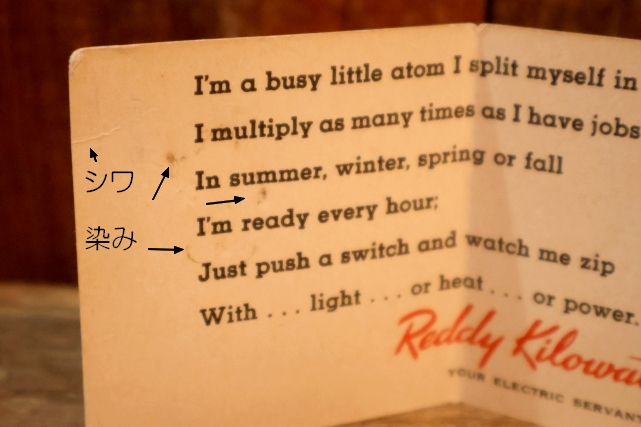 I'm a busy little atom I split myself in
I multiply as many times as I have jobs
In summer, winter, spring or fall
I'm ready every hour;
Just push a switch and watch me zip
With . . . light . . . or heat . . . or power.
Reddy Kilowa
YOUR ELECTRIC SERVANT
シワ
染み